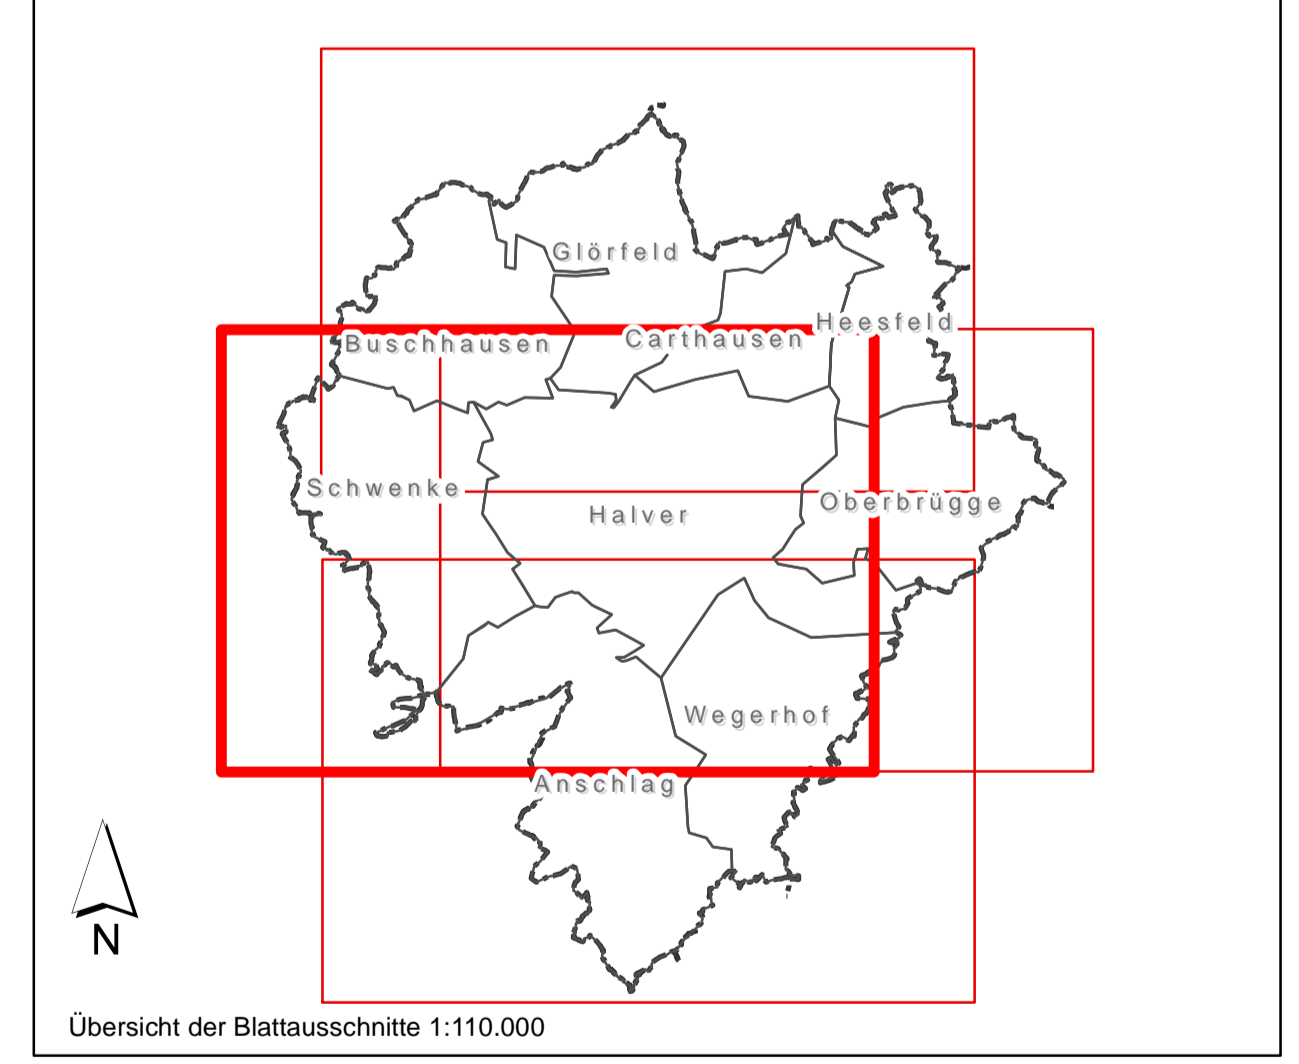 Glörfeld
Heesfeld
Buschhausen
Carthausen
Schwenke
Oberbrügge
Halver
Wegerhof
Anschlag
N
Übersicht der Blattausschnitte 1:110.000